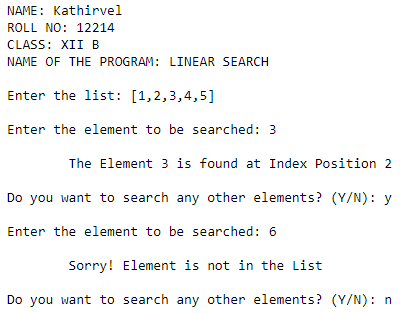 NAME: Kathirvel
ROLL NO: 12214
CLASS: XII B
NAME OF THE PROGRAM: LINEAR SEARCH
Enter the list: [1,2,3,4,5]
Enter the element to be searched: 3
The Element 3 is found at Index Position 2
Do you want to search any other elements? (Y/N): y
Enter the element to be searched: 6
Sorry! Element is not in the List
Do you want to search any other elements? (Y/N): n